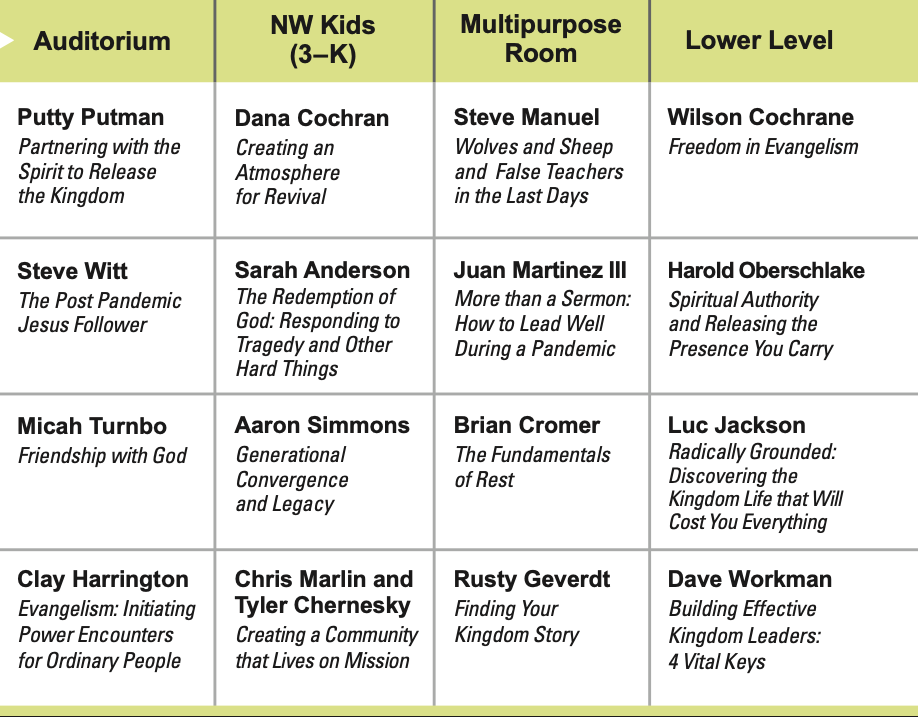 Auditorium
NW Kids
(3–K)
Multipurpose
Room
Lower Level
Putty Putman
Partnering with the
Spirit to Release
the Kingdom
Dana Cochran
Creating an
Atmosphere
for Revival
Steve Manuel
Wolves and Sheep
and False Teachers
in the Last Days
Wilson Cochrane
Freedom in Evangelism
Steve Witt
The Post Pandemic
Jesus Follower
Sarah Anderson
The Redemption of
God: Responding to
Tragedy and Other
Hard Things
Juan Martinez III
More than a Sermon:
How to Lead Well
During a Pandemic
Harold Oberschlake
Spiritual Authority
and Releasing the
Presence You Carry
Micah Turnbo
Friendship with God
Aaron Simmons
Generational
Convergence
and Legacy
Brian Cromer
The Fundamentals
of Rest
Luc Jackson
Radically Grounded:
Discovering the
Kingdom Life that Will
Cost You Everything
Clay Harrington
Evangelism: Initiating
Power Encounters
for Ordinary People
Chris Marlin and
Tyler Chernesky
Creating a Community
that Lives on Mission
Rusty Geverdt
Finding Your
Kingdom Story
Dave Workman
Building Effective
Kingdom Leaders:
4 Vital Keys